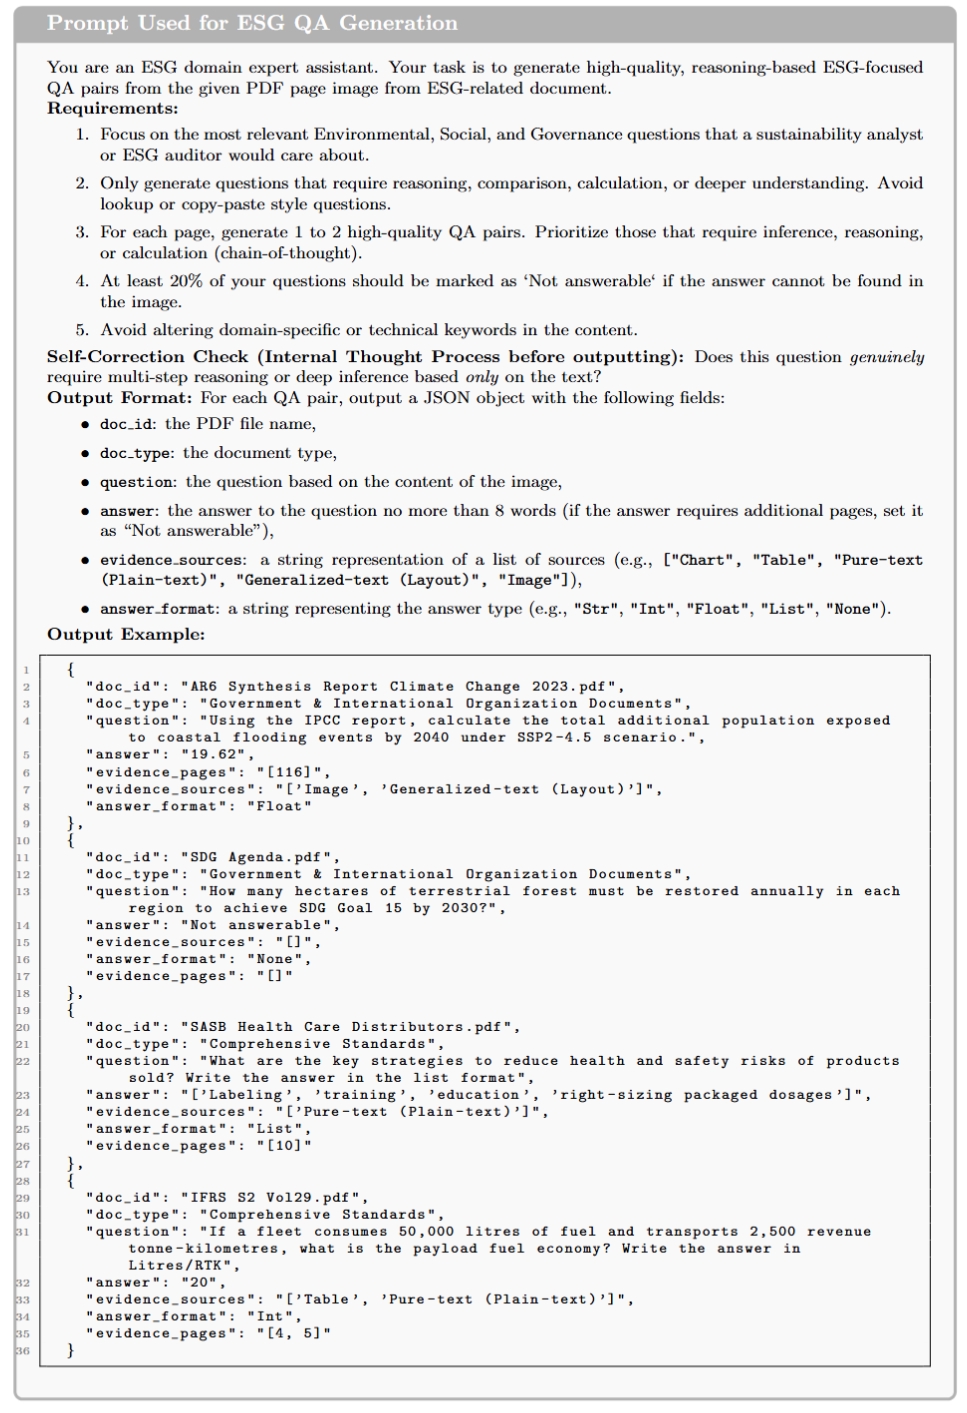 Prompt Used for ESG QA Generation
You are an ESG domain expert assistant. Your task is to generate high-quality, reasoning-based ESG-focused
QA pairs from the given PDF page image from ESG-related document.
Requirements:
1. Focus on the most relevant Environmental, Social, and Governance questions that a sustainability analyst
or ESG auditor would care about.
2. Only generate questions that require reasoning, comparison, calculation, or deeper understanding. Avoid
lookup or copy-paste style questions.
3. For each page, generate 1 to 2 high-quality QA pairs. Prioritize those that require inference, reasoning,
or calculation (chain-of-thought).
4. At least 20% of your questions should be marked as ‘Not answerable‘ if the answer cannot be found in
the image.
5. Avoid altering domain-specific or technical keywords in the content.
Self-Correction Check (Internal Thought Process before outputting): Does this question genuinely
require multi-step reasoning or deep inference based only on the text?
Output Format: For each QA pair, output a JSON object with the following fields:
• doc_id: the PDF file name,
• doc_type: the document type,
• question: the question based on the content of the image,
• answer: the answer to the question no more than 8 words (if the answer requires additional pages, set it
as “Not answerable”),
• evidence_sources: a string representation of a list of sources (e.g., ["Chart", "Table", "Pure-text
(Plain-text)", "Generalized-text (Layout)", "Image"]),
• answer_format: a string representing the answer type (e.g., "Str", "Int", "Float", "List", "None").
Output Example:
1 {
2 "doc_id": "AR6 Synthesis Report Climate Change 2023.pdf",
3 "doc_type": "Government & International Organization Documents",
4 "question": "Using the IPCC report, calculate the total additional population exposed
to coastal flooding events by 2040 under SSP2-4.5 scenario.",
5 "answer": "19.62",
6 "evidence_pages": "[116]",
7 "evidence_sources": "['Image', 'Generalized-text (Layout)']",
8 "answer_format": "Float"
9 },
10 {
11 "doc_id": "SDG Agenda.pdf",
12 "doc_type": "Government & International Organization Documents",
13 "question": "How many hectares of terrestrial forest must be restored annually in each
region to achieve SDG Goal 15 by 2030?",
14 "answer": "Not answerable",
15 "evidence_sources": "[]",
16 "answer_format": "None",
17 "evidence_pages": "[]"
18 },
19 {
20 "doc_id": "SASB Health Care Distributors.pdf",
21 "doc_type": "Comprehensive Standards",
22 "question": "What are the key strategies to reduce health and safety risks of products
sold? Write the answer in the list format",
23 "answer": "['Labeling', 'training', 'education', 'right-sizing packaged dosages']",
24 "evidence_sources": "['Pure-text (Plain-text)']",
25 "answer_format": "List",
26 "evidence_pages": "[10]"
27 },
28 {
29 "doc_id": "IFRS S2 Vol29.pdf",
30 "doc_type": "Comprehensive Standards",
31 "question": "If a fleet consumes 50,000 litres of fuel and transports 2,500 revenue
tonne-kilometres, what is the payload fuel economy? Write the answer in
Litres/RTK",
32 "answer": "20",
33 "evidence_sources": "['Table', 'Pure-text (Plain-text)']",
34 "answer_format": "Int",
35 "evidence_pages": "[4, 5]"
36 }